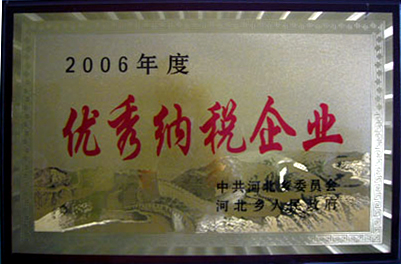 2006年度
优秀纳税企业
中共河北乡委员会
河北乡人民政府